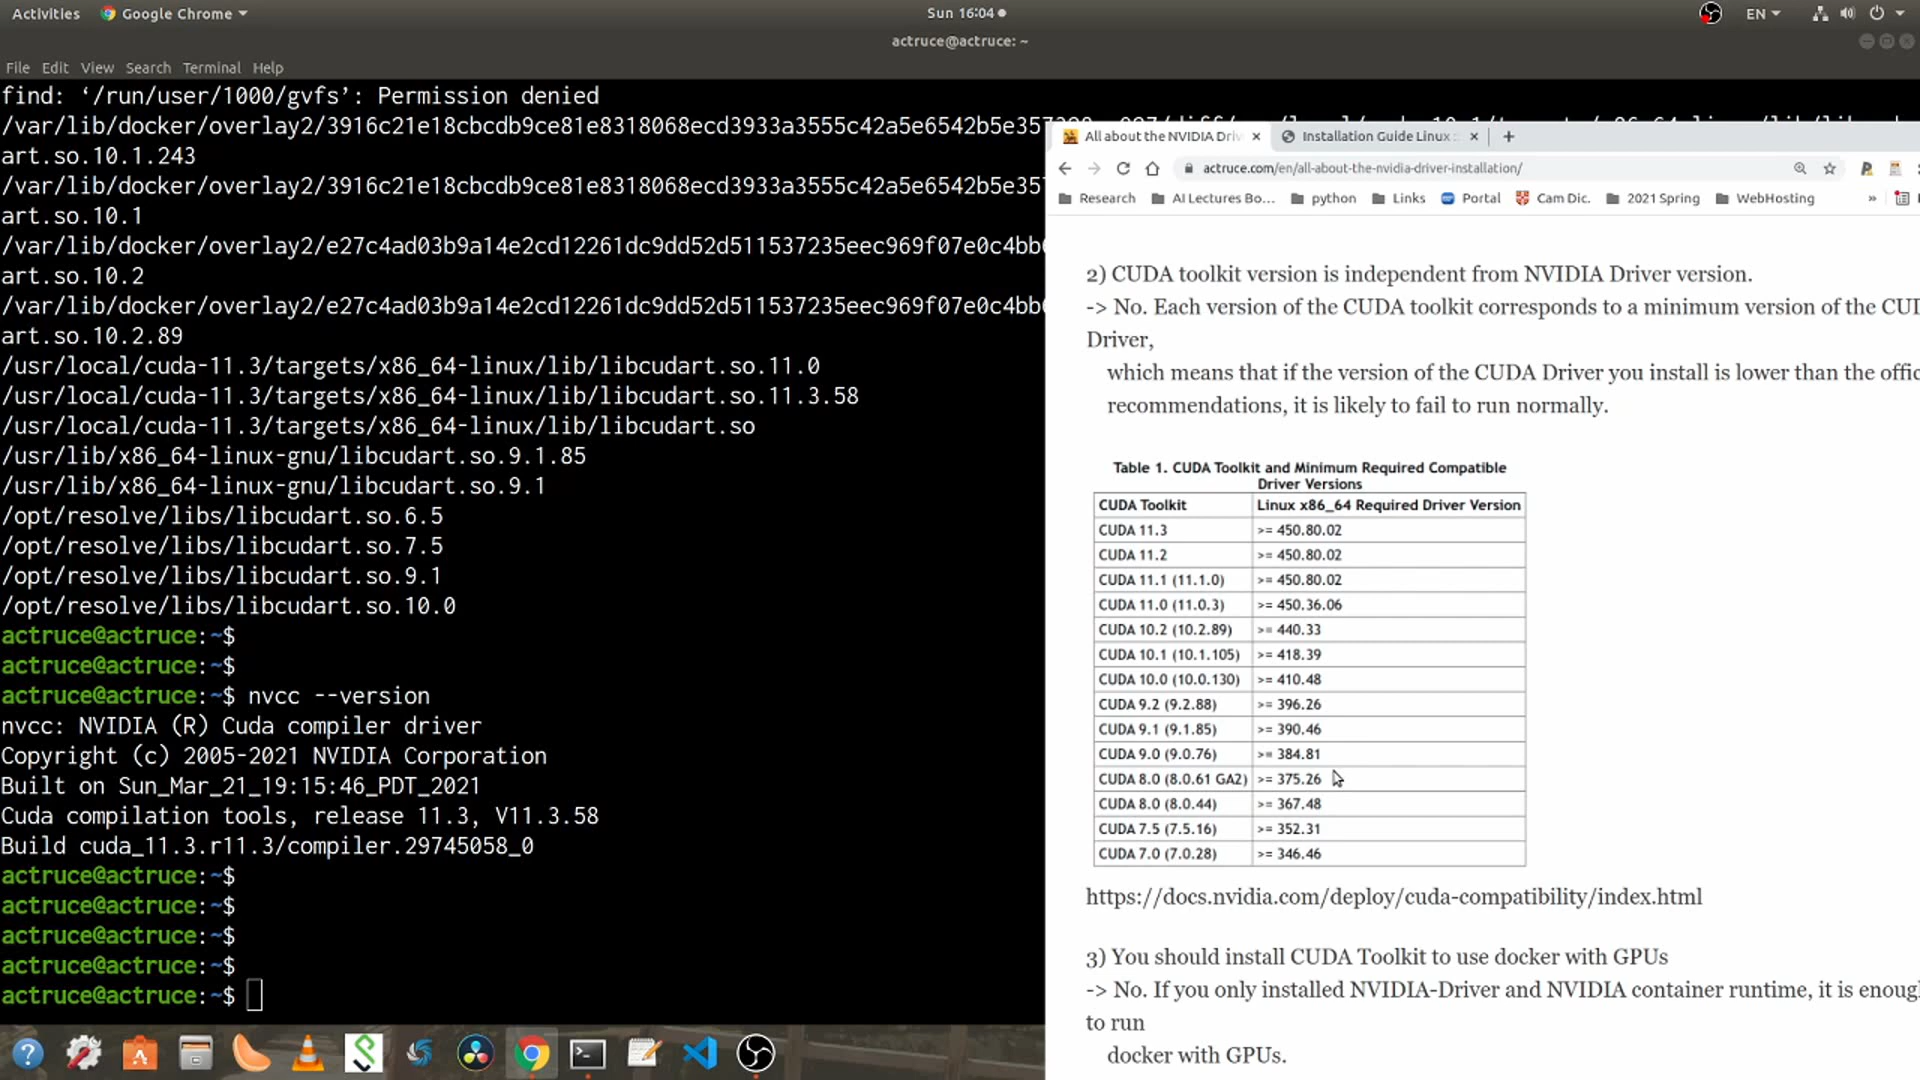 Activities Google Chrome Sun 16:04 EN
actruce@actruce: ~
File Edit View Search Terminal Help
find: ‘/run/user/1000/gvfs’: Permission denied
/var/lib/docker/overlay2/3916c21e18cbcdb9ce81e8318068ecd3933a3555c42a5e6542b5e357
art.so.10.1.243
/var/lib/docker/overlay2/3916c21e18cbcdb9ce81e8318068ecd3933a3555c42a5e6542b5e357
art.so.10.1
/var/lib/docker/overlay2/e27c4ad03b9a14e2cd12261dc9dd52d511537235eec969f07e0c4bb
art.so.10.2
/var/lib/docker/overlay2/e27c4ad03b9a14e2cd12261dc9dd52d511537235eec969f07e0c4bb
art.so.10.2.89
/usr/local/cuda-11.3/targets/x86_64-linux/lib/libcudart.so.11.0
/usr/local/cuda-11.3/targets/x86_64-linux/lib/libcudart.so.11.3.58
/usr/local/cuda-11.3/targets/x86_64-linux/lib/libcudart.so
/usr/lib/x86_64-linux-gnu/libcudart.so.9.1.85
/usr/lib/x86_64-linux-gnu/libcudart.so.9.1
/opt/resolve/libs/libcudart.so.6.5
/opt/resolve/libs/libcudart.so.7.5
/opt/resolve/libs/libcudart.so.9.1
/opt/resolve/libs/libcudart.so.10.0
actruce@actruce:~$
actruce@actruce:~$
actruce@actruce:~$ nvcc --version
nvcc: NVIDIA (R) Cuda compiler driver
Copyright (c) 2005-2021 NVIDIA Corporation
Built on Sun_Mar_21_19:15:46_PDT_2021
Cuda compilation tools, release 11.3, V11.3.58
Build cuda_11.3.r11.3/compiler.29745058_0
actruce@actruce:~$
actruce@actruce:~$
actruce@actruce:~$
actruce@actruce:~$
actruce@actruce:~$
All about the NVIDIA Driv Installation Guide Linux
actruce.com/en/all-about-the-nvidia-driver-installation/
Research AI Lectures Bo... python Links Portal Cam Dic. 2021 Spring WebHosting »
2) CUDA toolkit version is independent from NVIDIA Driver version.
-> No. Each version of the CUDA toolkit corresponds to a minimum version of the CUD
Driver,
which means that if the version of the CUDA Driver you install is lower than the offic
recommendations, it is likely to fail to run normally.
Table 1. CUDA Toolkit and Minimum Required Compatible
Driver Versions
CUDA Toolkit Linux x86_64 Required Driver Version
CUDA 11.3 >= 450.80.02
CUDA 11.2 >= 450.80.02
CUDA 11.1 (11.1.0) >= 450.80.02
CUDA 11.0 (11.0.3) >= 450.36.06
CUDA 10.2 (10.2.89) >= 440.33
CUDA 10.1 (10.1.105) >= 418.39
CUDA 10.0 (10.0.130) >= 410.48
CUDA 9.2 (9.2.88) >= 396.26
CUDA 9.1 (9.1.85) >= 390.46
CUDA 9.0 (9.0.76) >= 384.81
CUDA 8.0 (8.0.61 GA2) >= 375.26
CUDA 8.0 (8.0.44) >= 367.48
CUDA 7.5 (7.5.16) >= 352.31
CUDA 7.0 (7.0.28) >= 346.46
https://docs.nvidia.com/deploy/cuda-compatibility/index.html
3) You should install CUDA Toolkit to use docker with GPUs
-> No. If you only installed NVIDIA-Driver and NVIDIA container runtime, it is enoug
to run
docker with GPUs.